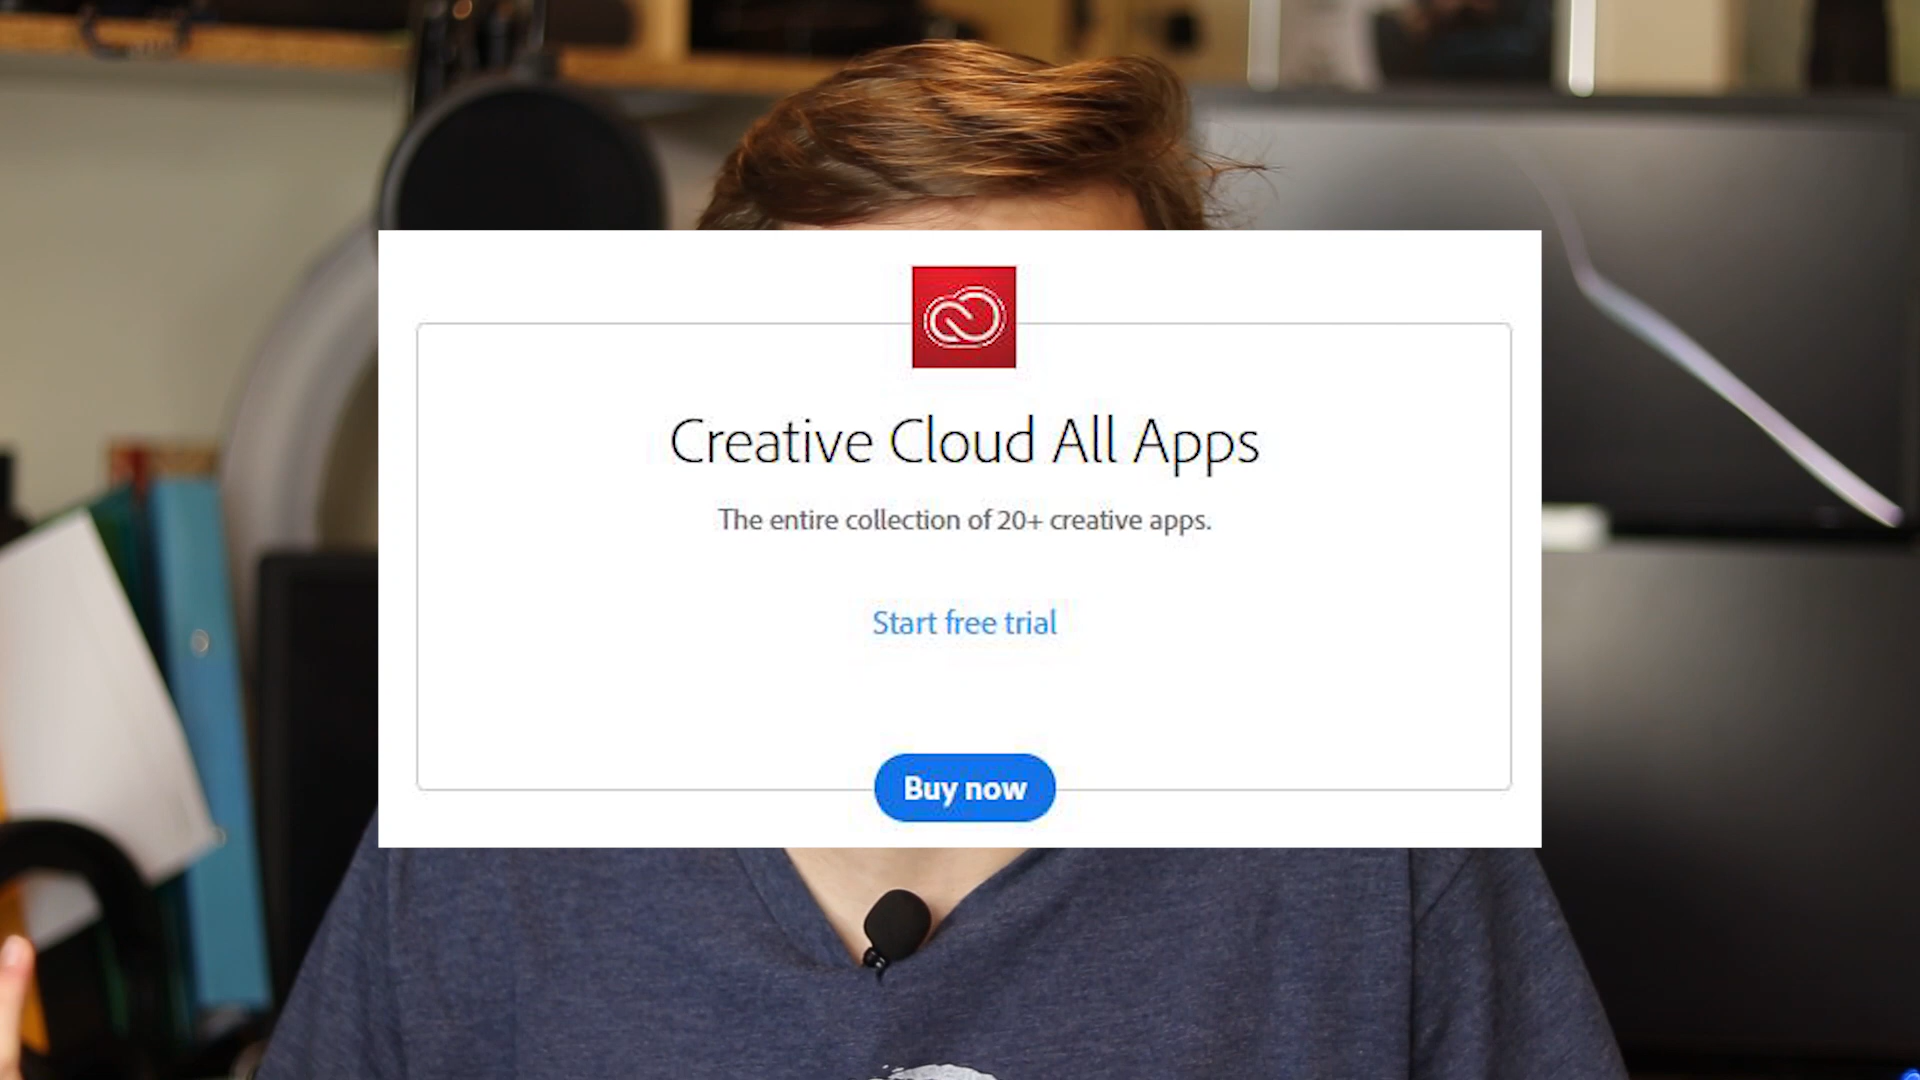 Creative Cloud All Apps
The entire collection of 20+ creative apps.
Start free trial
Buy now